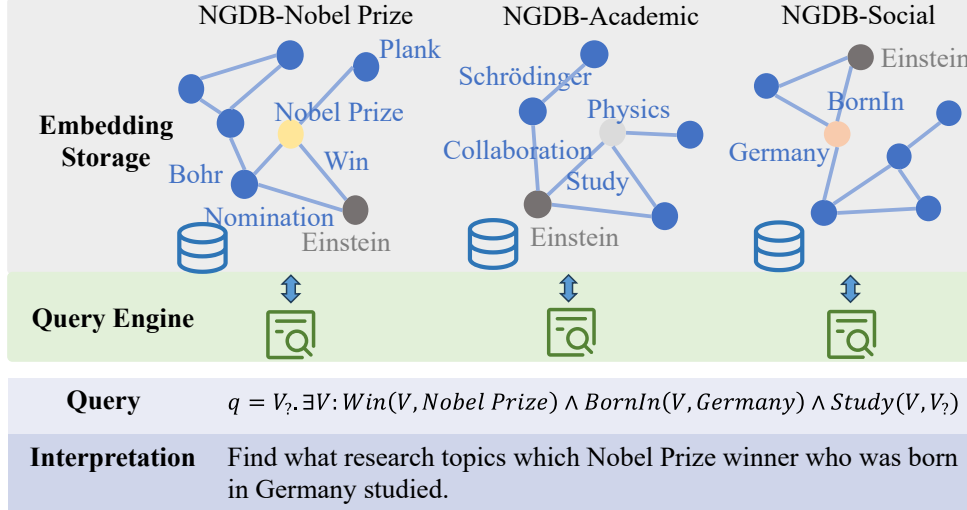 NGDB-Nobel Prize
NGDB-Academic
NGDB-Social
Plank
Schrödinger
Einstein
Nobel Prize
Physics
BornIn
Embedding
Storage
Collaboration
Germany
Win
Bohr
Study
Nomination
Einstein
Einstein
Query Engine
Query
q = V?. ∃V: Win(V, Nobel Prize) ∧ BornIn(V, Germany) ∧ Study(V, V?)
Interpretation
Find what research topics which Nobel Prize winner who was born
in Germany studied.